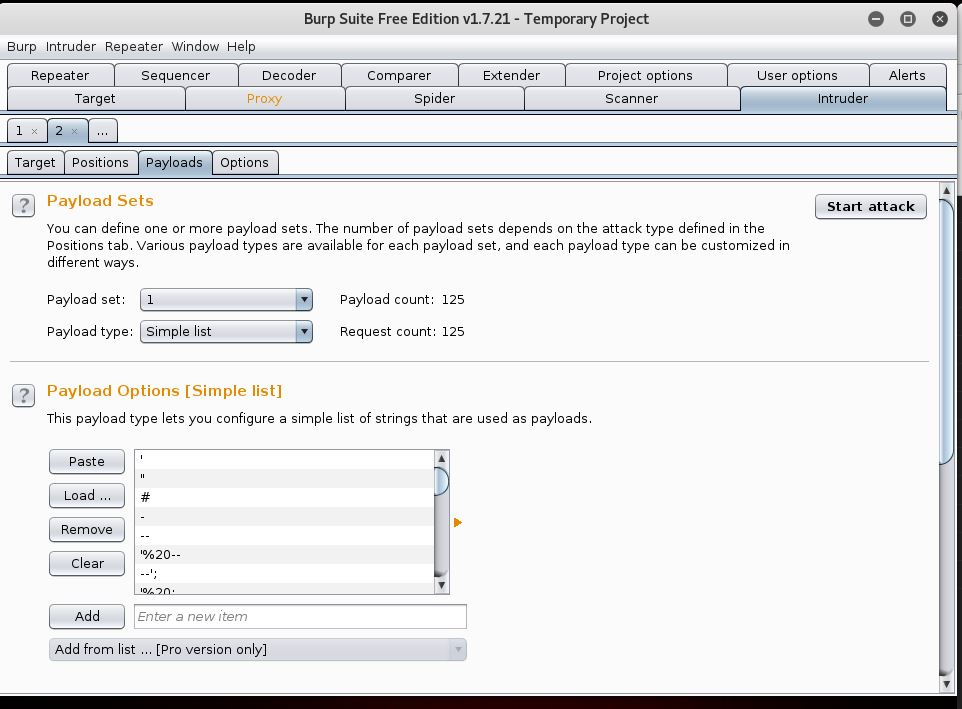 Burp Suite Free Edition v1.7.21 - Temporary Project
Burp Intruder Repeater Window Help
Repeater Sequencer Decoder Comparer Extender Project options User options Alerts
Target Proxy Spider Scanner Intruder
1 × 2 × ...
Target Positions Payloads Options
? Payload Sets Start attack
You can define one or more payload sets. The number of payload sets depends on the attack type defined in the
Positions tab. Various payload types are available for each payload set, and each payload type can be customized in
different ways.
Payload set: 1 Payload count: 125
Payload type: Simple list Request count: 125
? Payload Options [Simple list]
This payload type lets you configure a simple list of strings that are used as payloads.
Paste
Load ...
Remove
Clear
'
"
#
-
--
'%20--
--';
'%20;
Add Enter a new item
Add from list ... [Pro version only]